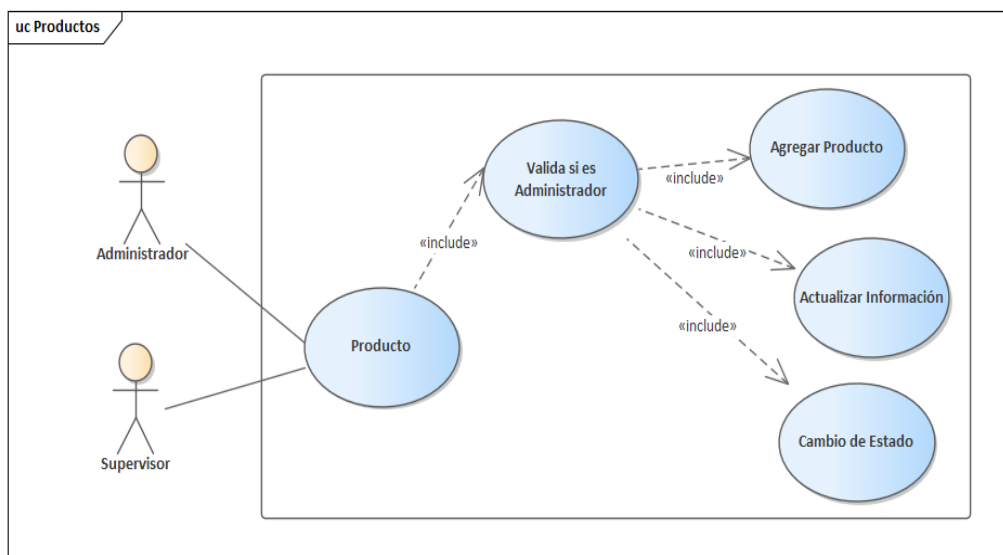 uc Productos
Administrador
Supervisor
Producto
«include»
Valida si es
Administrador
«include»
«include»
«include»
Agregar Producto
Actualizar Información
Cambio de Estado